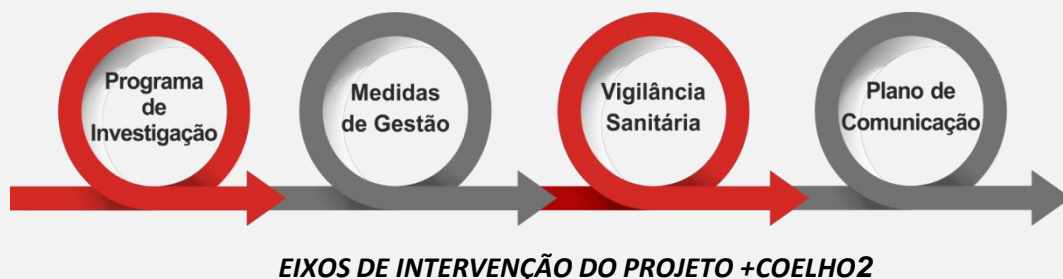 Programa
de
Investigação
Medidas
de Gestão
Vigilância
Sanitária
Plano de
Comunicação
EIXOS DE INTERVENÇÃO DO PROJETO +COELHO2